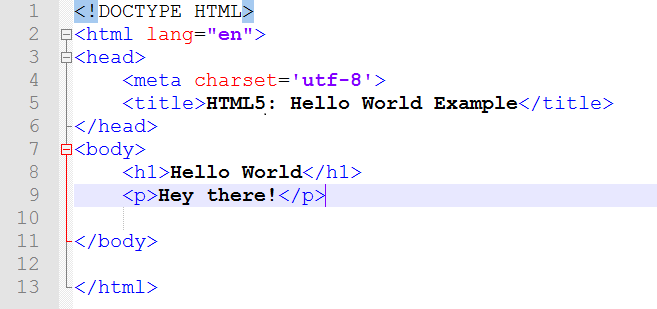 1 <!DOCTYPE HTML>
2 <html lang="en">
3 <head>
4 <meta charset='utf-8'>
5 <title>HTML5: Hello World Example</title>
6 </head>
7 <body>
8 <h1>Hello World</h1>
9 <p>Hey there!</p>
10
11 </body>
12
13 </html>